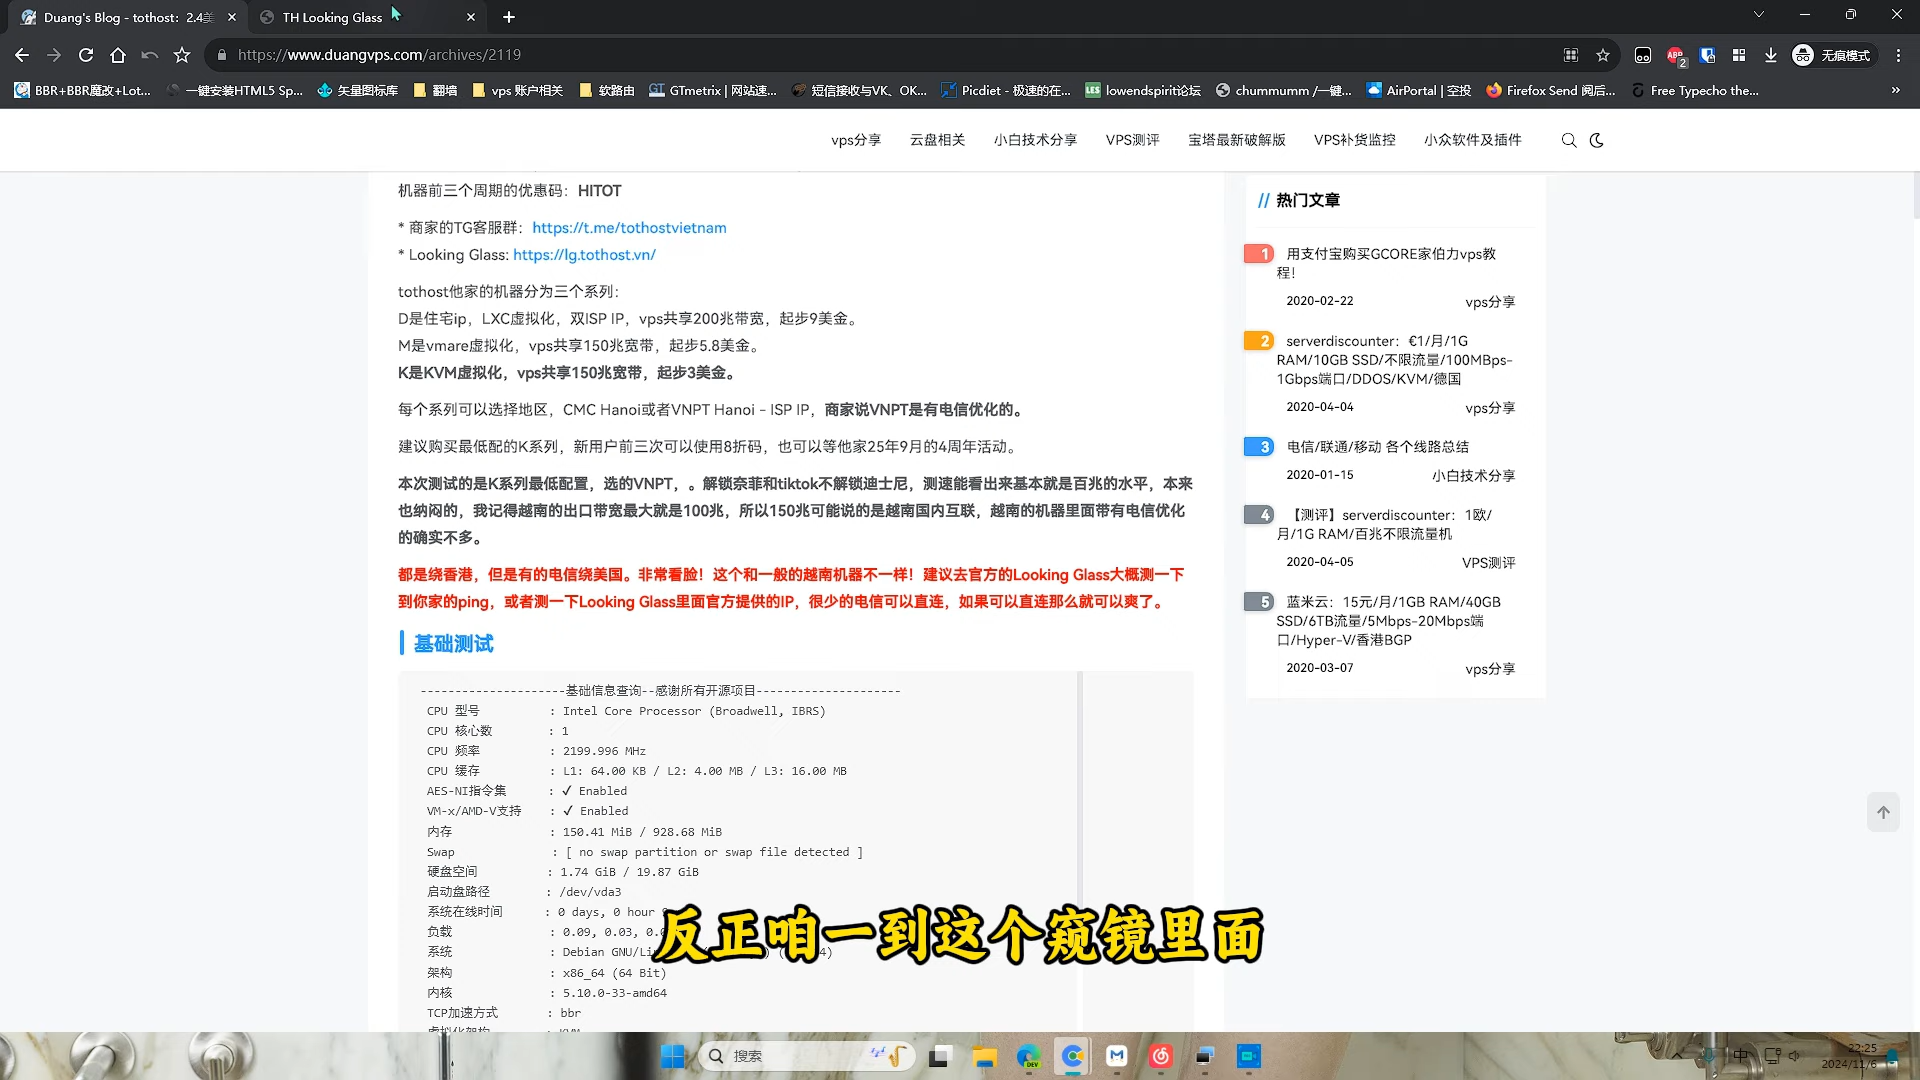 Duang's Blog - tothost：2.4美
TH Looking Glass
https://www.duangvps.com/archives/2119
无痕模式
BBR+BBR魔改+Lot...
一键安装HTML5 Sp...
矢量图标库
翻墙
vps 账户相关
软路由
GTmetrix | 网站速...
短信接收与VK、OK...
Picdiet - 极速的在...
lowendspirit论坛
chummumm /一键...
AirPortal | 空投
Firefox Send 阅后...
Free Typecho the...
vps分享
云盘相关
小白技术分享
VPS测评
宝塔最新破解版
VPS补货监控
小众软件及插件
机器前三个周期的优惠码：HITOT
* 商家的TG客服群：https://t.me/tothostvietnam
* Looking Glass: https://lg.tothost.vn/
tothost他家的机器分为三个系列：
D是住宅ip，LXC虚拟化，双ISP IP，vps共享200兆带宽，起步9美金。
M是vmare虚拟化，vps共享150兆宽带，起步5.8美金。
K是KVM虚拟化，vps共享150兆宽带，起步3美金。
每个系列可以选择地区，CMC Hanoi或者VNPT Hanoi - ISP IP，商家说VNPT是有电信优化的。
建议购买最低配的K系列，新用户前三次可以使用8折码，也可以等他家25年9月的4周年活动。
本次测试的是K系列最低配置，选的VNPT，。解锁奈菲和tiktok不解锁迪士尼，测速能看出来基本就是百兆的水平，本来
也纳闷的，我记得越南的出口带宽最大就是100兆，所以150兆可能说的是越南国内互联，越南的机器里面带有电信优化
的确实不多。
都是绕香港，但是有的电信绕美国。非常看脸！这个和一般的越南机器不一样！建议去官方的Looking Glass大概测一下
到你家的ping，或者测一下Looking Glass里面官方提供的IP，很少的电信可以直连，如果可以直连那么就可以爽了。
基础测试
---------------------基础信息查询--感谢所有开源项目---------------------
CPU 型号 : Intel Core Processor (Broadwell, IBRS)
CPU 核心数 : 1
CPU 频率 : 2199.996 MHz
CPU 缓存 : L1: 64.00 KB / L2: 4.00 MB / L3: 16.00 MB
AES-NI指令集 : ✔ Enabled
VM-x/AMD-V支持 : ✔ Enabled
内存 : 150.41 MiB / 928.68 MiB
Swap : [ no swap partition or swap file detected ]
硬盘空间 : 1.74 GiB / 19.87 GiB
启动盘路径 : /dev/vda3
系统在线时间 : 0 days, 0 hour
负载 : 0.09, 0.03,
系统 : Debian
架构 : x86_64 (64 Bit)
内核 : 5.10.0-33-amd64
TCP加速方式 : bbr
// 热门文章
1 用支付宝购买GCORE家伯力vps教
程！
2020-02-22 vps分享
2 serverdiscounter：€1/月/1G
RAM/10GB SSD/不限流量/100MBps-
1Gbps端口/DDOS/KVM/德国
2020-04-04 vps分享
3 电信/联通/移动 各个线路总结
2020-01-15 小白技术分享
4 【测评】serverdiscounter：1欧/
月/1G RAM/百兆不限流量机
2020-04-05 VPS测评
5 蓝米云：15元/月/1GB RAM/40GB
SSD/6TB流量/5Mbps-20Mbps端
口/Hyper-V/香港BGP
2020-03-07 vps分享
反正咱一到这个窥镜里面
搜索
中
22:25
2024/11/6